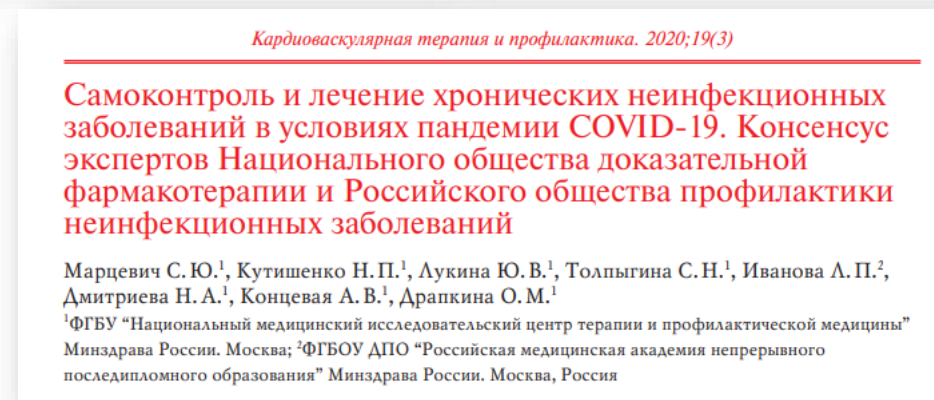 Кардиоваскулярная терапия и профилактика. 2020;19(3)
Самоконтроль и лечение хронических неинфекционных
заболеваний в условиях пандемии COVID-19. Консенсус
экспертов Национального общества доказательной
фармакотерапии и Российского общества профилактики
неинфекционных заболеваний
Марцевич С. Ю.¹, Кутишенко Н. П.¹, Лукина Ю. В.¹, Толпыгина С. Н.¹, Иванова Л. П.²,
Дмитриева Н. А.¹, Концевая А. В.¹, Драпкина О. М.¹
¹ФГБУ “Национальный медицинский исследовательский центр терапии и профилактической медицины”
Минздрава России. Москва; ²ФГБОУ ДПО “Российская медицинская академия непрерывного
последипломного образования” Минздрава России. Москва, Россия